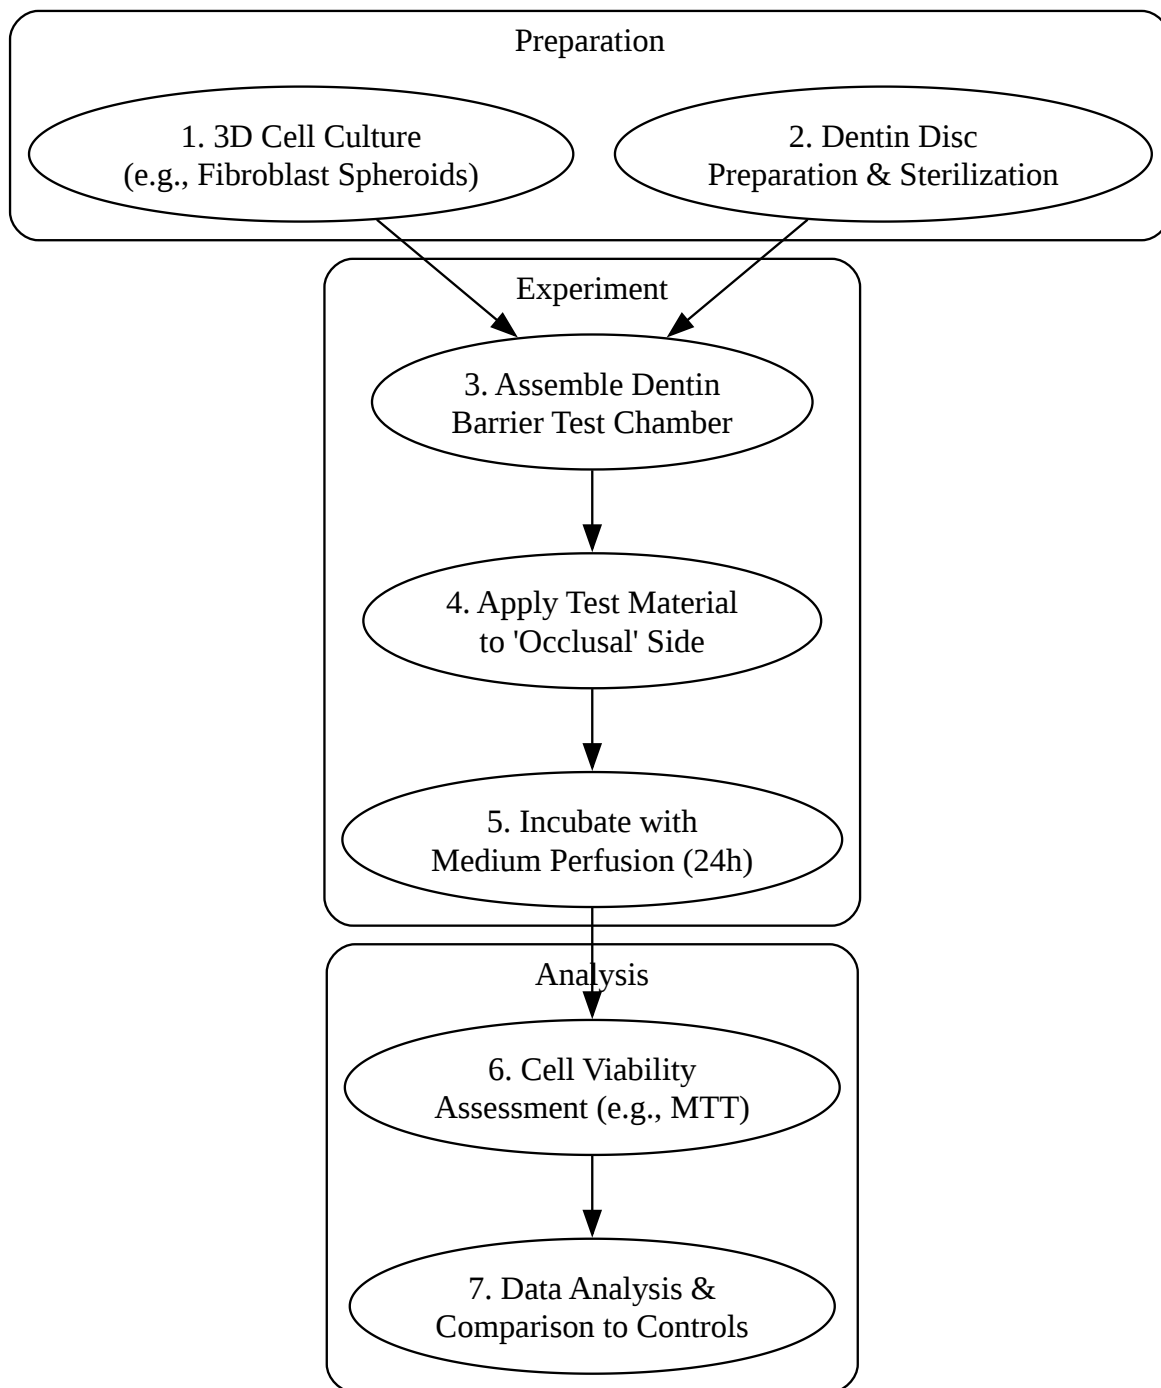 Preparation
1. 3D Cell Culture
(e.g., Fibroblast Spheroids)
2. Dentin Disc
Preparation & Sterilization
Experiment
3. Assemble Dentin
Barrier Test Chamber
4. Apply Test Material
to 'Occlusal' Side
5. Incubate with
Medium Perfusion (24h)
Analysis
6. Cell Viability
Assessment (e.g., MTT)
7. Data Analysis &
Comparison to Controls